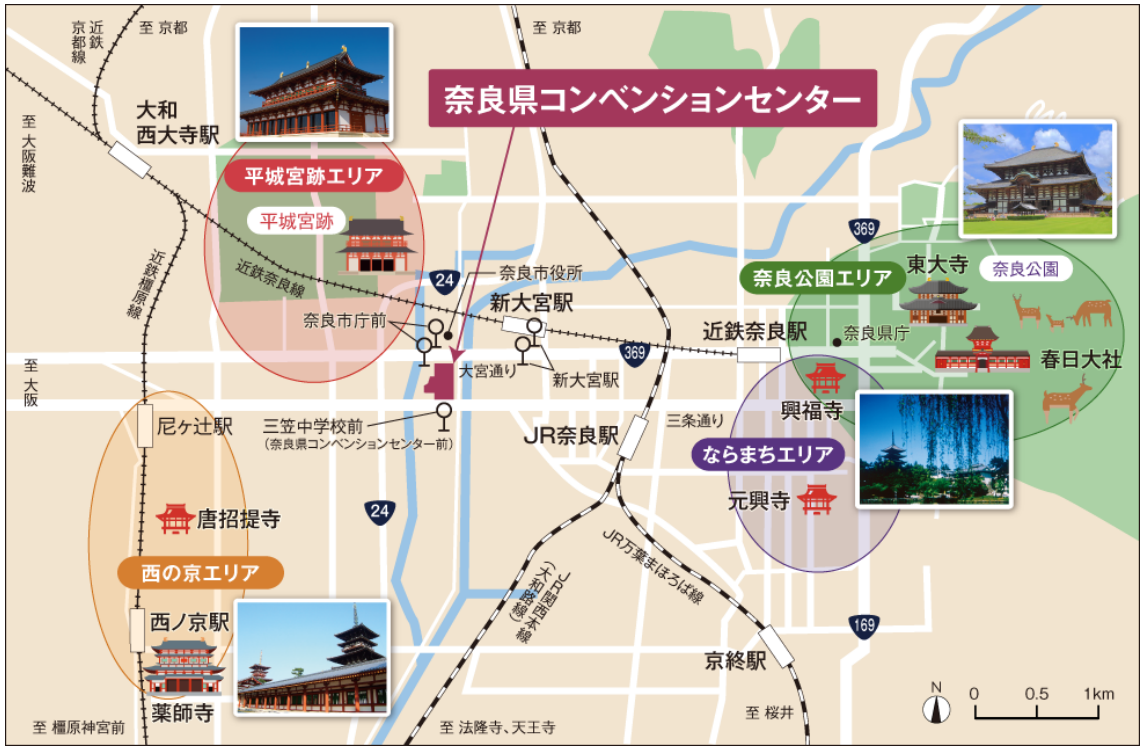 近鉄
京都線
至 京都
至 京都
奈良県コンベンションセンター
大和
西大寺駅
至 大阪難波
平城宮跡エリア
平城宮跡
近鉄奈良線
近鉄橿原線
24
奈良市役所
奈良市庁前
新大宮駅
369
奈良公園エリア
東大寺
奈良公園
近鉄奈良駅
奈良県庁
春日大社
369
大宮通り
新大宮駅
至 大阪
尼ヶ辻駅
三笠中学校前
(奈良県コンベンションセンター前)
JR奈良駅
三条通り
興福寺
ならまちエリア
元興寺
24
唐招提寺
西の京エリア
西ノ京駅
薬師寺
JR万葉まほろば線
JR関西本線
(大和路線)
169
京終駅
至 橿原神宮前
至 法隆寺、天王寺
至 桜井
N
0 0.5 1km